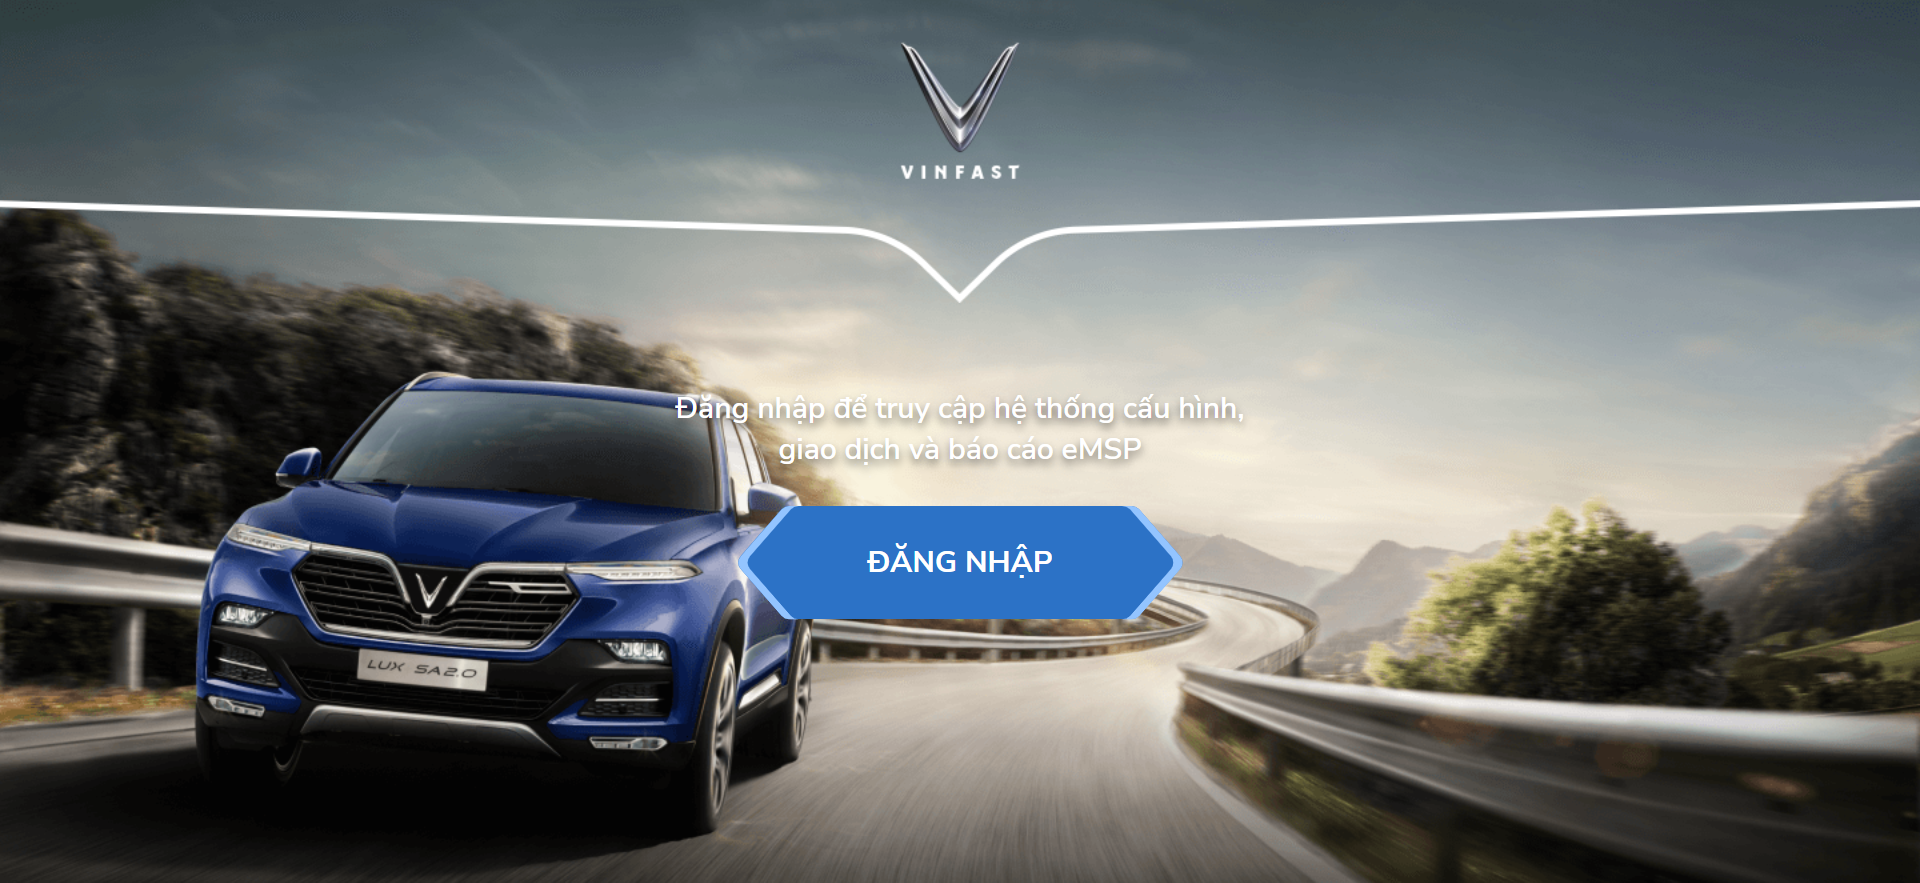 VINFAST
Đăng nhập để truy cập hệ thống cấu hình,
giao dịch và báo cáo eMSP
ĐĂNG NHẬP
LUX SA2.0